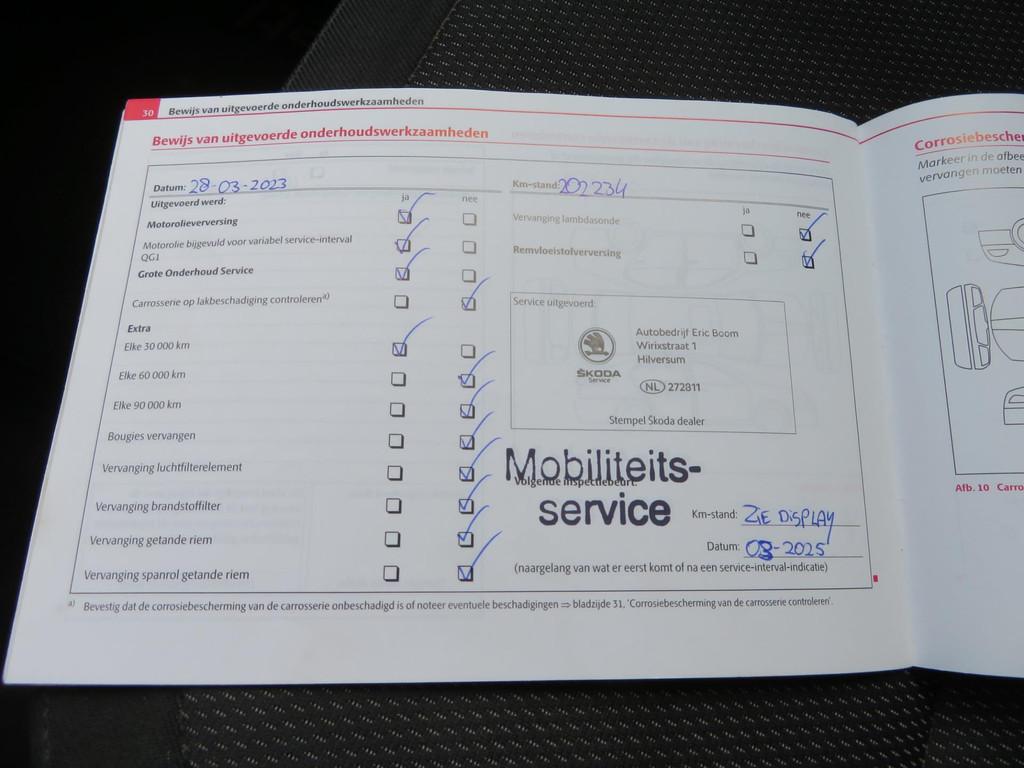 30 Bewijs van uitgevoerde onderhoudswerkzaamheden
Bewijs van uitgevoerde onderhoudswerkzaamheden
Datum: 28-03-2023
Uitgevoerd werd:
ja nee
Motorolieverversing
Motorolie bijgevuld voor variabel service-interval
QG1
Grote Onderhoud Service
Carrosserie op lakbeschadiging controleren a)
Extra
Elke 30 000 km
Elke 60 000 km
Elke 90 000 km
Bougies vervangen
Vervanging luchtfilterelement
Vervanging brandstoffilter
Vervanging getande riem
Vervanging spanrol getande riem
Km-stand: 202234
ja nee
Vervanging lambdasonde
Remvloeistofverversing
Service uitgevoerd:
ŠKODA
Service
Autobedrijf Eric Boom
Wirixstraat 1
Hilversum
NL 272811
Stempel Škoda dealer
Mobiliteits-
Volgende inspectiebeurt:
service
Km-stand: ZIE DISPLAY
Datum: 03-2025
(naargelang van wat er eerst komt of na een service-interval-indicatie)
a) Bevestig dat de corrosiebescherming van de carrosserie onbeschadigd is of noteer eventuele beschadigingen ⇒ bladzijde 31, 'Corrosiebescherming van de carrosserie controleren'.
Corrosiebescher
Markeer in de afbee
vervangen moeten
Afb. 10 Carro